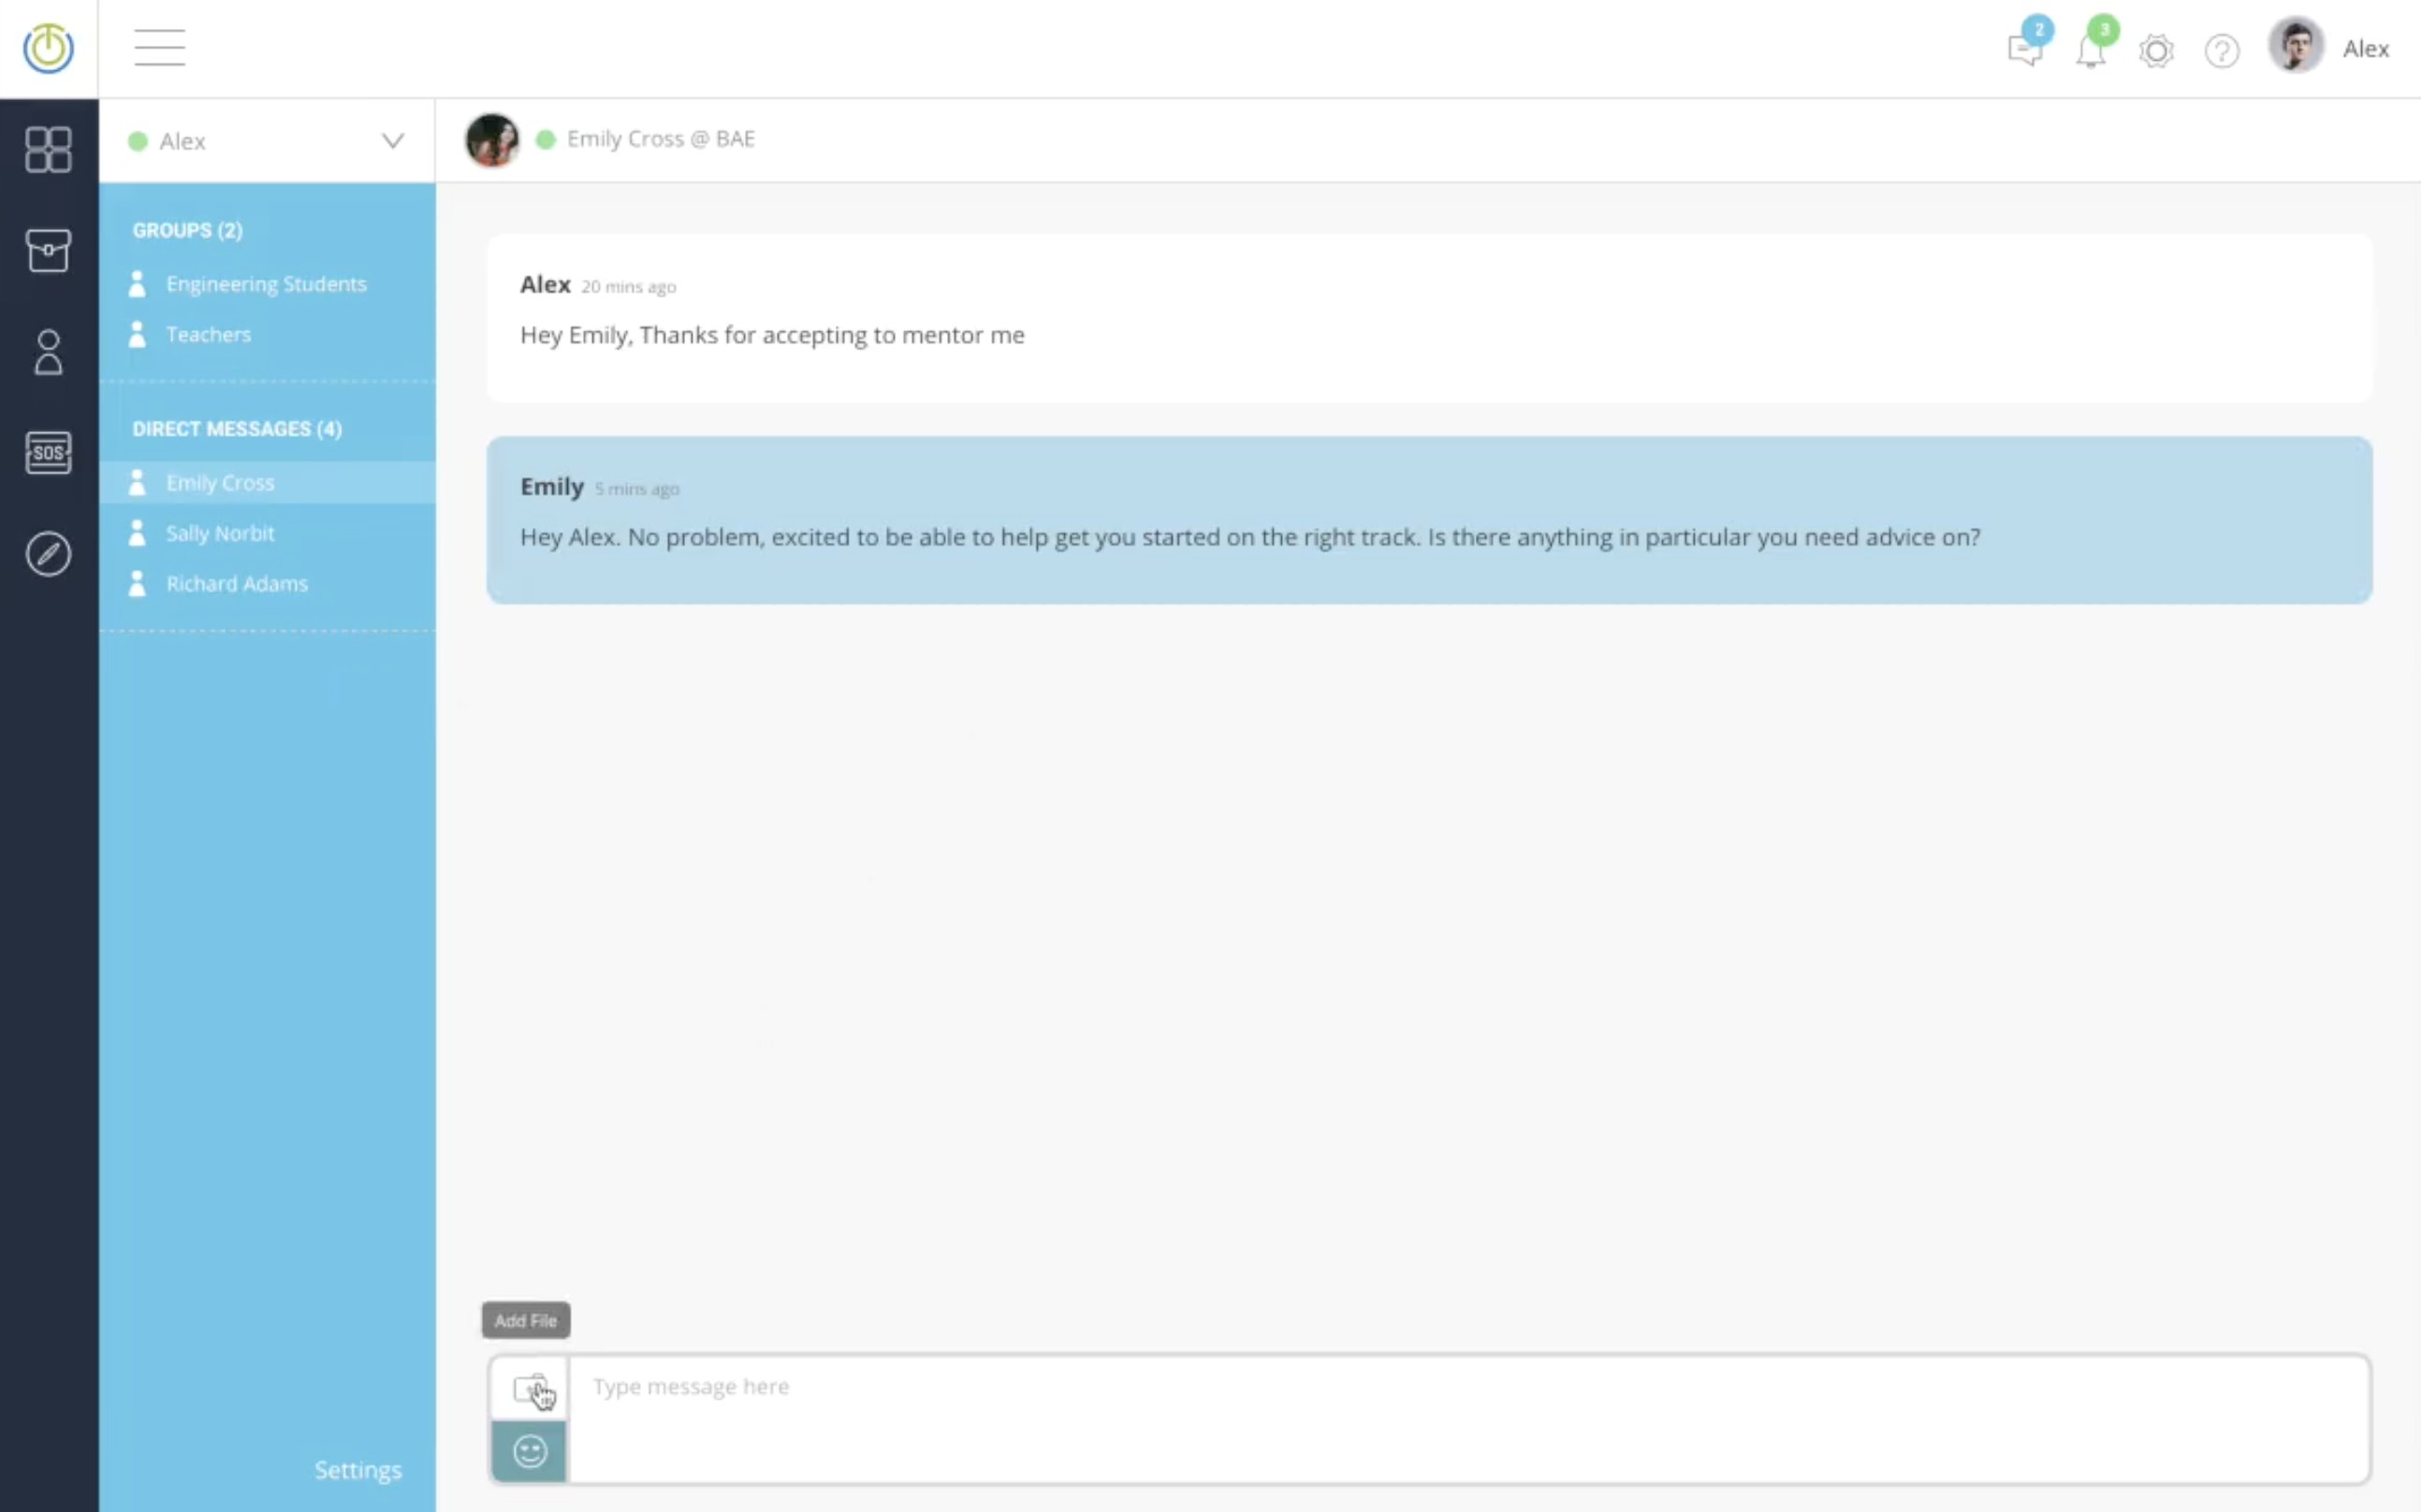 2
3
?
Alex
Alex
Emily Cross @ BAE
GROUPS (2)
Engineering Students
Teachers
DIRECT MESSAGES (4)
Emily Cross
Sally Norbit
Richard Adams
Settings
SOS
Alex 20 mins ago
Hey Emily, Thanks for accepting to mentor me
Emily 5 mins ago
Hey Alex. No problem, excited to be able to help get you started on the right track. Is there anything in particular you need advice on?
Add File
Type message here